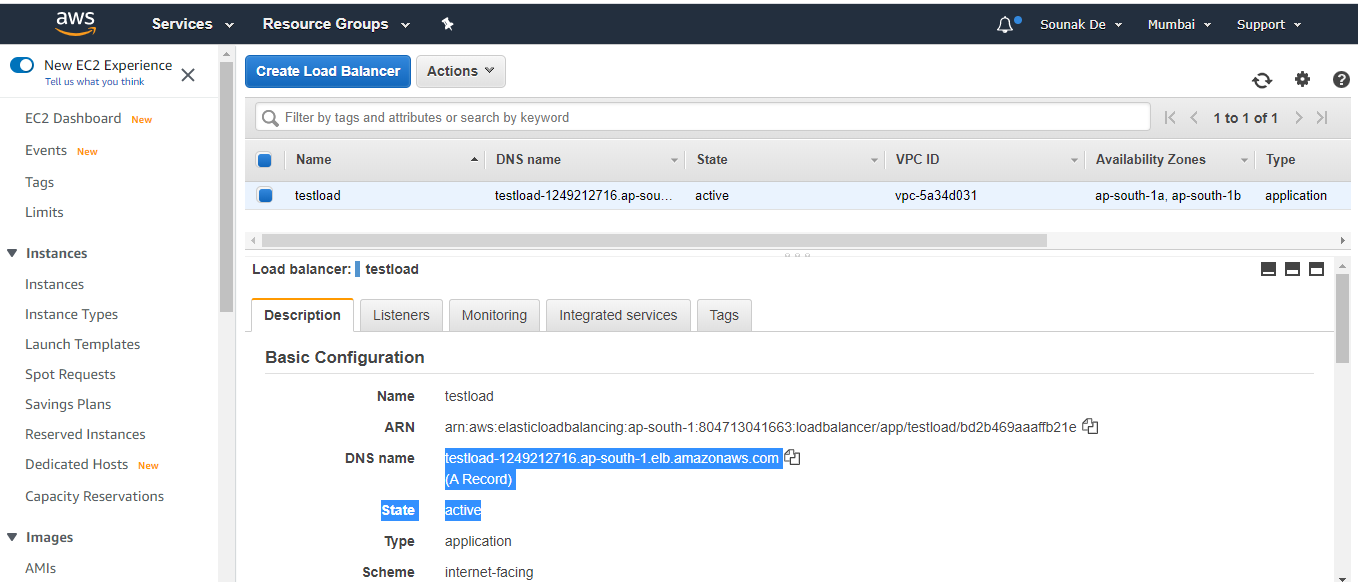 aws Services Resource Groups Sounak De Mumbai Support
New EC2 Experience
Tell us what you think
EC2 Dashboard New
Events New
Tags
Limits
Instances
Instances
Instance Types
Launch Templates
Spot Requests
Savings Plans
Reserved Instances
Dedicated Hosts New
Capacity Reservations
Images
AMIs
Create Load Balancer Actions
Filter by tags and attributes or search by keyword 1 to 1 of 1
Name DNS name State VPC ID Availability Zones Type
testload testload-1249212716.ap-sou... active vpc-5a34d031 ap-south-1a, ap-south-1b application
Load balancer: testload
Description Listeners Monitoring Integrated services Tags
Basic Configuration
Name testload
ARN arn:aws:elasticloadbalancing:ap-south-1:804713041663:loadbalancer/app/testload/bd2b469aaaffb21e
DNS name testload-1249212716.ap-south-1.elb.amazonaws.com
(A Record)
State active
Type application
Scheme internet-facing